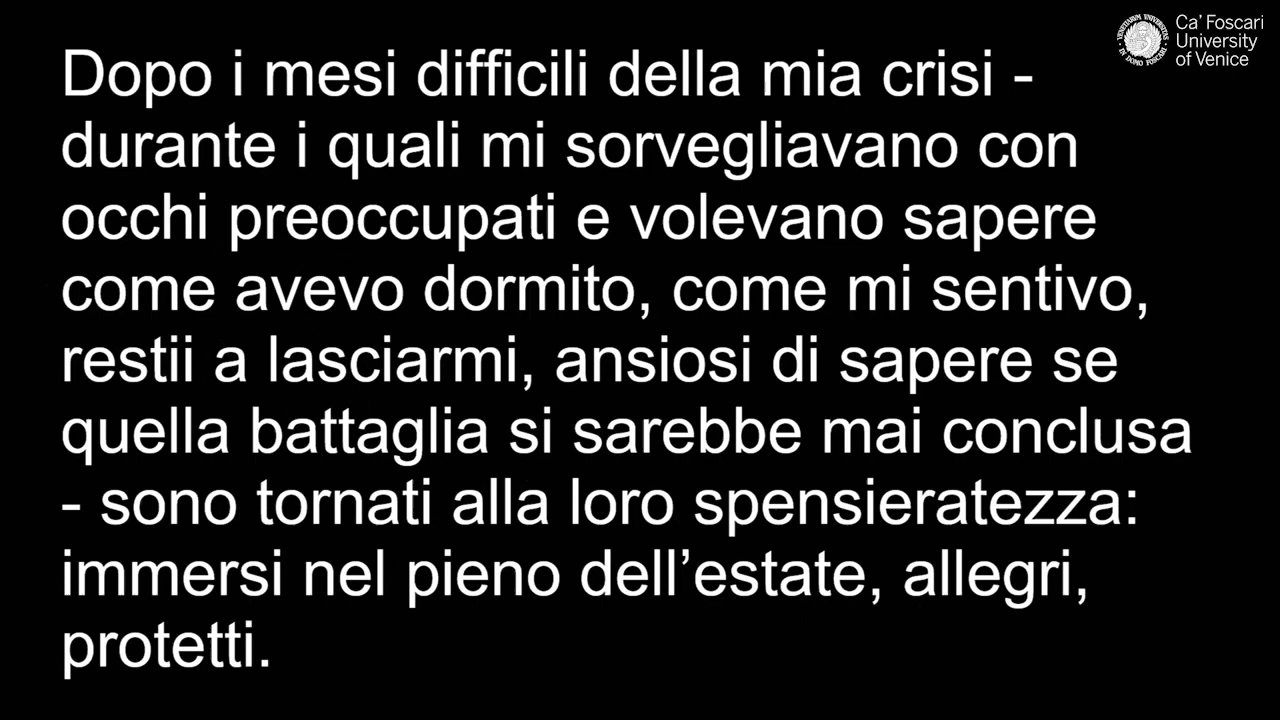 Dopo i mesi difficili della mia crisi -
durante i quali mi sorvegliavano con
occhi preoccupati e volevano sapere
come avevo dormito, come mi sentivo,
restii a lasciarmi, ansiosi di sapere se
quella battaglia si sarebbe mai conclusa
- sono tornati alla loro spensieratezza:
immersi nel pieno dell’estate, allegri,
protetti.
Ca’ Foscari
University
of Venice